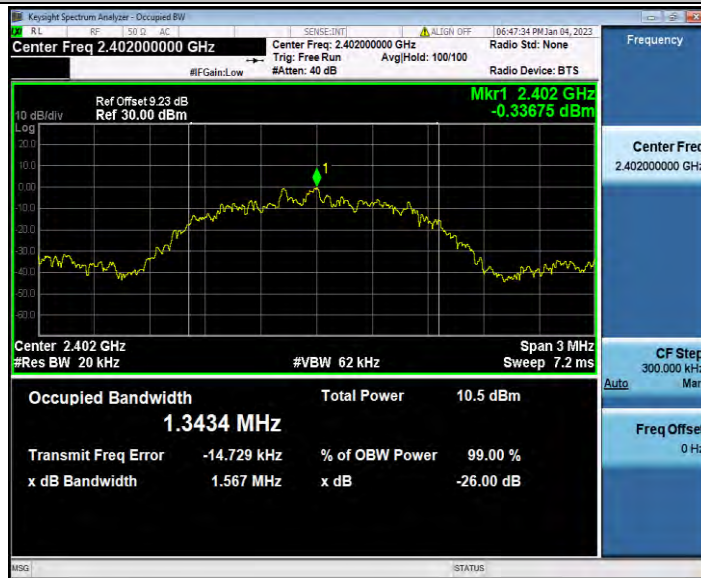 Keysight Spectrum Analyzer - Occupied BW
RL RF 50 Ω AC SENSE:INT ALIGN OFF 06:47:34 PM Jan 04, 2023
Center Freq 2.402000000 GHz
Center Freq: 2.402000000 GHz
Radio Std: None
Trig: Free Run Avg|Hold: 100/100
#IFGain:Low
#Atten: 40 dB
Radio Device: BTS
Frequency
Ref Offset 9.23 dB
Mkr1 2.402 GHz
10 dB/div Ref 30.00 dBm
-0.33675 dBm
Log
20.0
10.0
1
0.00
-10.0
-20.0
-30.0
-40.0
-50.0
-60.0
Center 2.402 GHz
Span 3 MHz
#Res BW 20 kHz
#VBW 62 kHz
Sweep 7.2 ms
Occupied Bandwidth
Total Power 10.5 dBm
1.3434 MHz
Transmit Freq Error -14.729 kHz
% of OBW Power 99.00 %
x dB Bandwidth 1.567 MHz
x dB -26.00 dB
Center Freq
2.402000000 GHz
CF Step
300.000 kHz
Auto Man
Freq Offset
0 Hz
MSG
STATUS